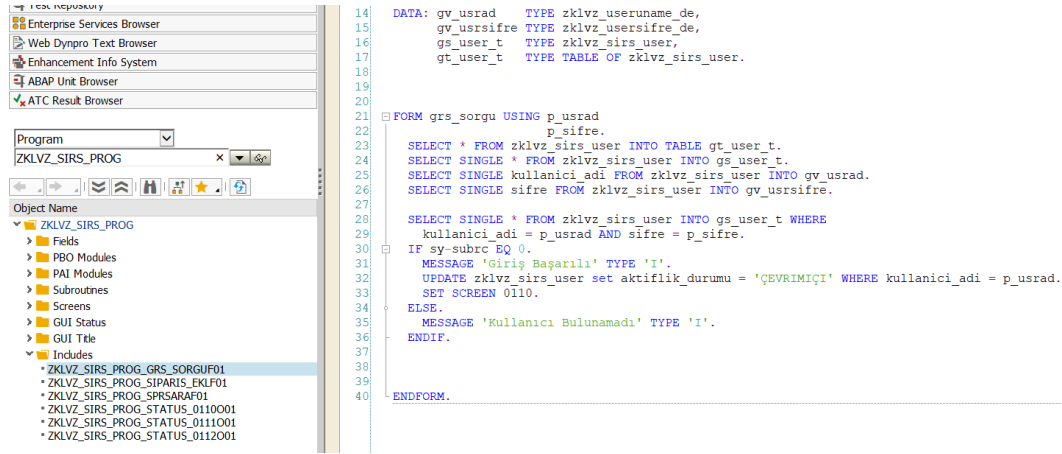 Test Repository
Enterprise Services Browser
Web Dynpro Text Browser
Enhancement Info System
ABAP Unit Browser
ATC Result Browser
Program
ZKLVZ_SIRS_PROG
Object Name
ZKLVZ_SIRS_PROG
Fields
PBO Modules
PAI Modules
Subroutines
Screens
GUI Status
GUI Title
Includes
ZKLVZ_SIRS_PROG_GRS_SORGUF01
ZKLVZ_SIRS_PROG_SIPARIS_EKLF01
ZKLVZ_SIRS_PROG_SPRSARAF01
ZKLVZ_SIRS_PROG_STATUS_0110O01
ZKLVZ_SIRS_PROG_STATUS_0111O01
ZKLVZ_SIRS_PROG_STATUS_0112O01
14 DATA: gv_usrad TYPE zklvz_useruname_de,
15 gv_usrsifre TYPE zklvz_usersifre_de,
16 gs_user_t TYPE zklvz_sirs_user,
17 gt_user_t TYPE TABLE OF zklvz_sirs_user.
18
19
20
21 FORM grs_sorgu USING p_usrad
22 p_sifre.
23 SELECT * FROM zklvz_sirs_user INTO TABLE gt_user_t.
24 SELECT SINGLE * FROM zklvz_sirs_user INTO gs_user_t.
25 SELECT SINGLE kullanici_adi FROM zklvz_sirs_user INTO gv_usrad.
26 SELECT SINGLE sifre FROM zklvz_sirs_user INTO gv_usrsifre.
27
28 SELECT SINGLE * FROM zklvz_sirs_user INTO gs_user_t WHERE
29 kullanici_adi = p_usrad AND sifre = p_sifre.
30 IF sy-subrc EQ 0.
31 MESSAGE 'Giriş Başarılı' TYPE 'I'.
32 UPDATE zklvz_sirs_user set aktiflik_durumu = 'ÇEVRIMIÇI' WHERE kullanici_adi = p_usrad.
33 SET SCREEN 0110.
34 ELSE.
35 MESSAGE 'Kullanıcı Bulunamadı' TYPE 'I'.
36 ENDIF.
37
38
39
40 ENDFORM.